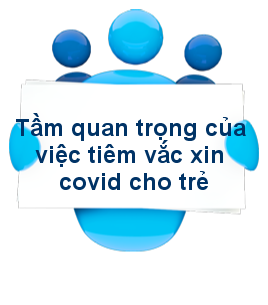 Tầm quan trọng của
việc tiêm vắc xin
covid cho trẻ